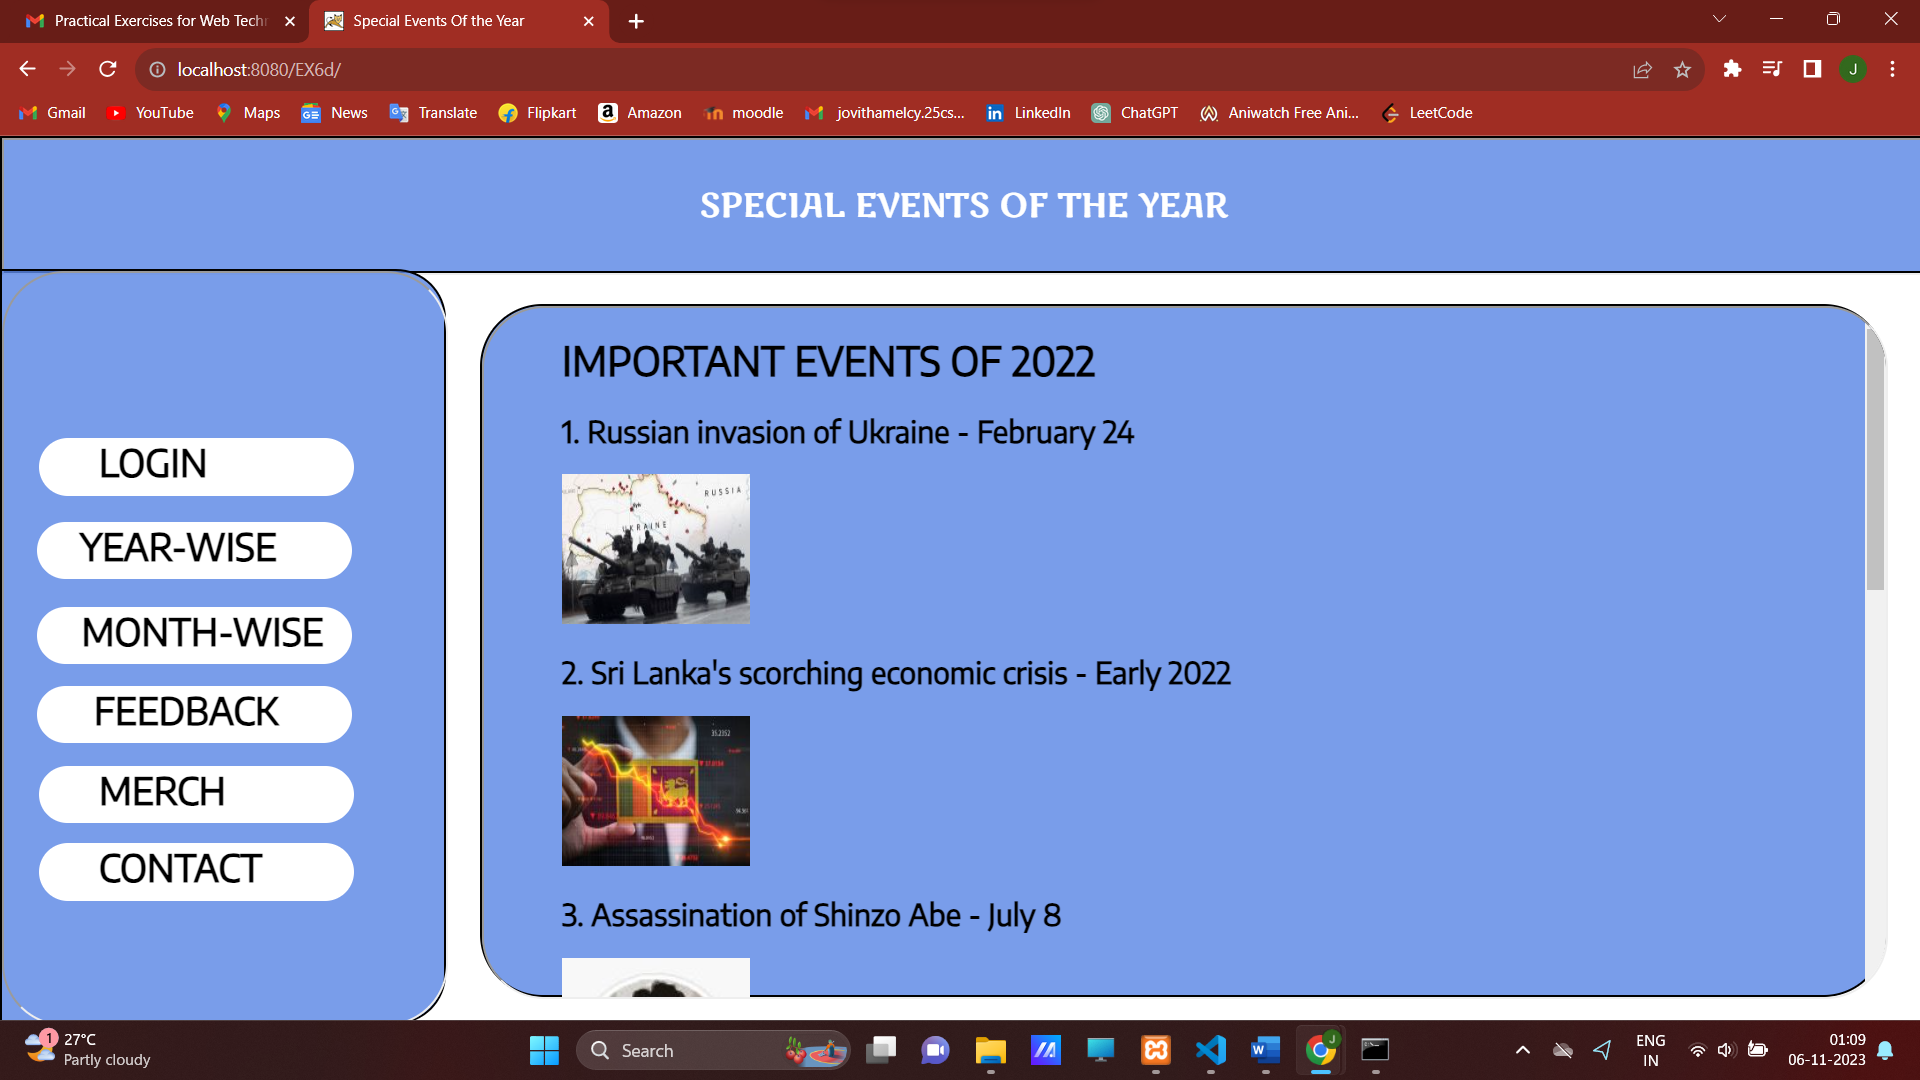 Practical Exercises for Web Techn
Special Events Of the Year
localhost:8080/EX6d/
J
Gmail
YouTube
Maps
News
Translate
Flipkart
Amazon
moodle
jovithamelcy.25cs...
LinkedIn
ChatGPT
Aniwatch Free Ani...
LeetCode
SPECIAL EVENTS OF THE YEAR
LOGIN
YEAR-WISE
MONTH-WISE
FEEDBACK
MERCH
CONTACT
IMPORTANT EVENTS OF 2022
1. Russian invasion of Ukraine - February 24
RUSSIA
UKRAINE
2. Sri Lanka's scorching economic crisis - Early 2022
3. Assassination of Shinzo Abe - July 8
1
27°C
Partly cloudy
Search
J
ENG
IN
01:09
06-11-2023